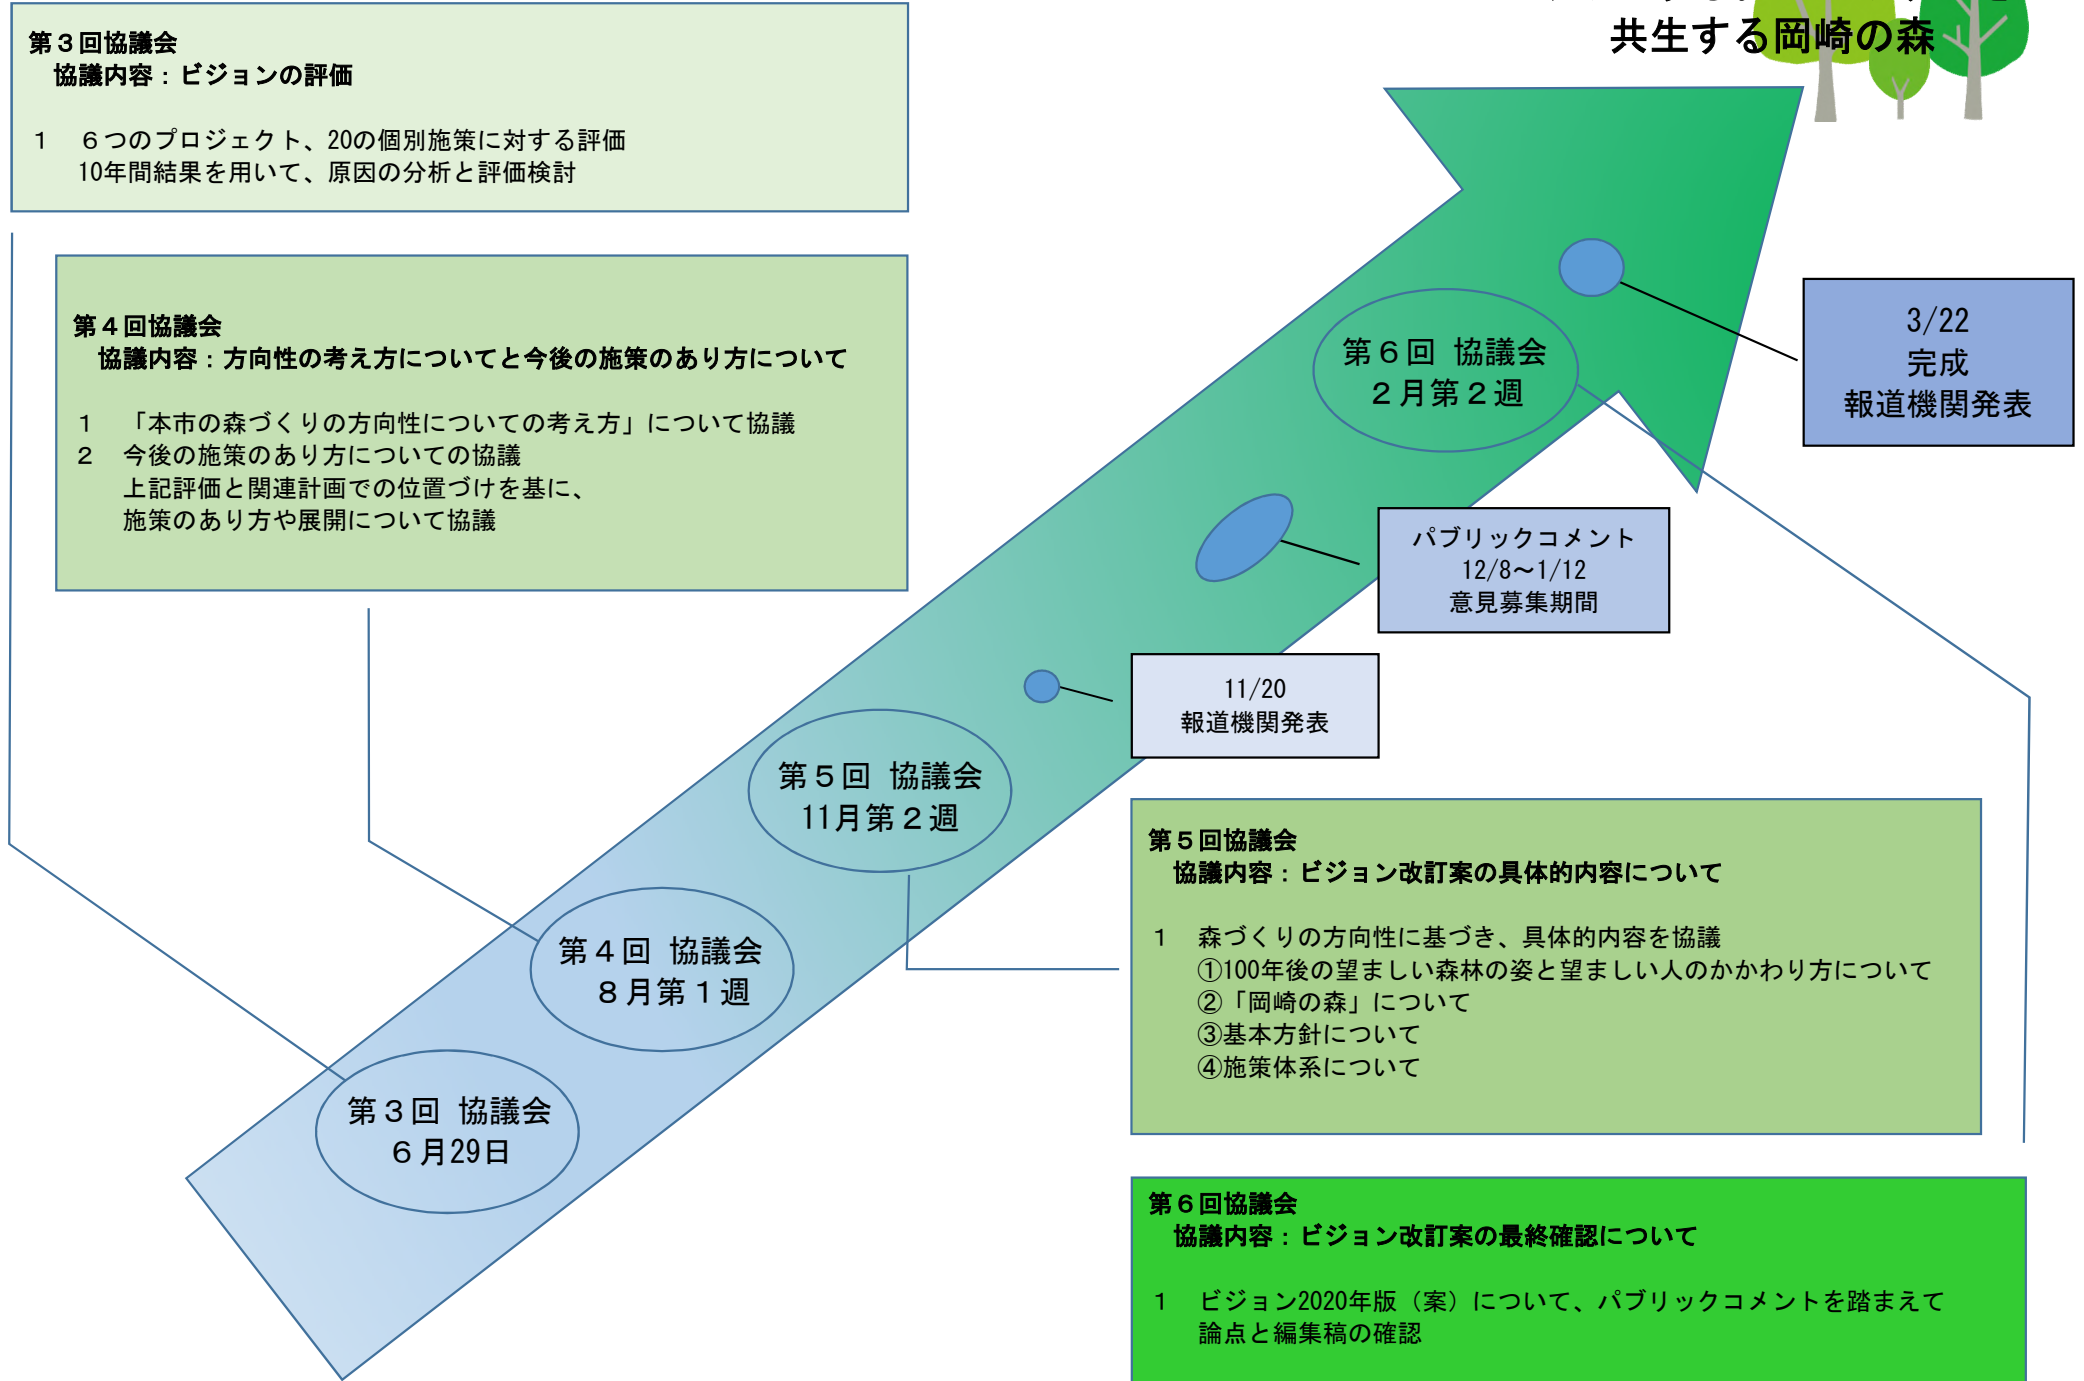 共生する岡崎の森
第３回協議会
協議内容：ビジョンの評価
1　６つのプロジェクト、20の個別施策に対する評価
10年間結果を用いて、原因の分析と評価検討
第４回協議会
協議内容：方向性の考え方についてと今後の施策のあり方について
1　「本市の森づくりの方向性についての考え方」について協議
2　今後の施策のあり方についての協議
上記評価と関連計画での位置づけを基に、
施策のあり方や展開について協議
第６回 協議会
２月第２週
3/22
完成
報道機関発表
パブリックコメント
12/8～1/12
意見募集期間
11/20
報道機関発表
第５回 協議会
11月第２週
第４回 協議会
８月第１週
第３回 協議会
６月29日
第５回協議会
協議内容：ビジョン改訂案の具体的内容について
1　森づくりの方向性に基づき、具体的内容を協議
①100年後の望ましい森林の姿と望ましい人のかかわり方について
②「岡崎の森」について
③基本方針について
④施策体系について
第６回協議会
協議内容：ビジョン改訂案の最終確認について
1　ビジョン2020年版（案）について、パブリックコメントを踏まえて
論点と編集稿の確認